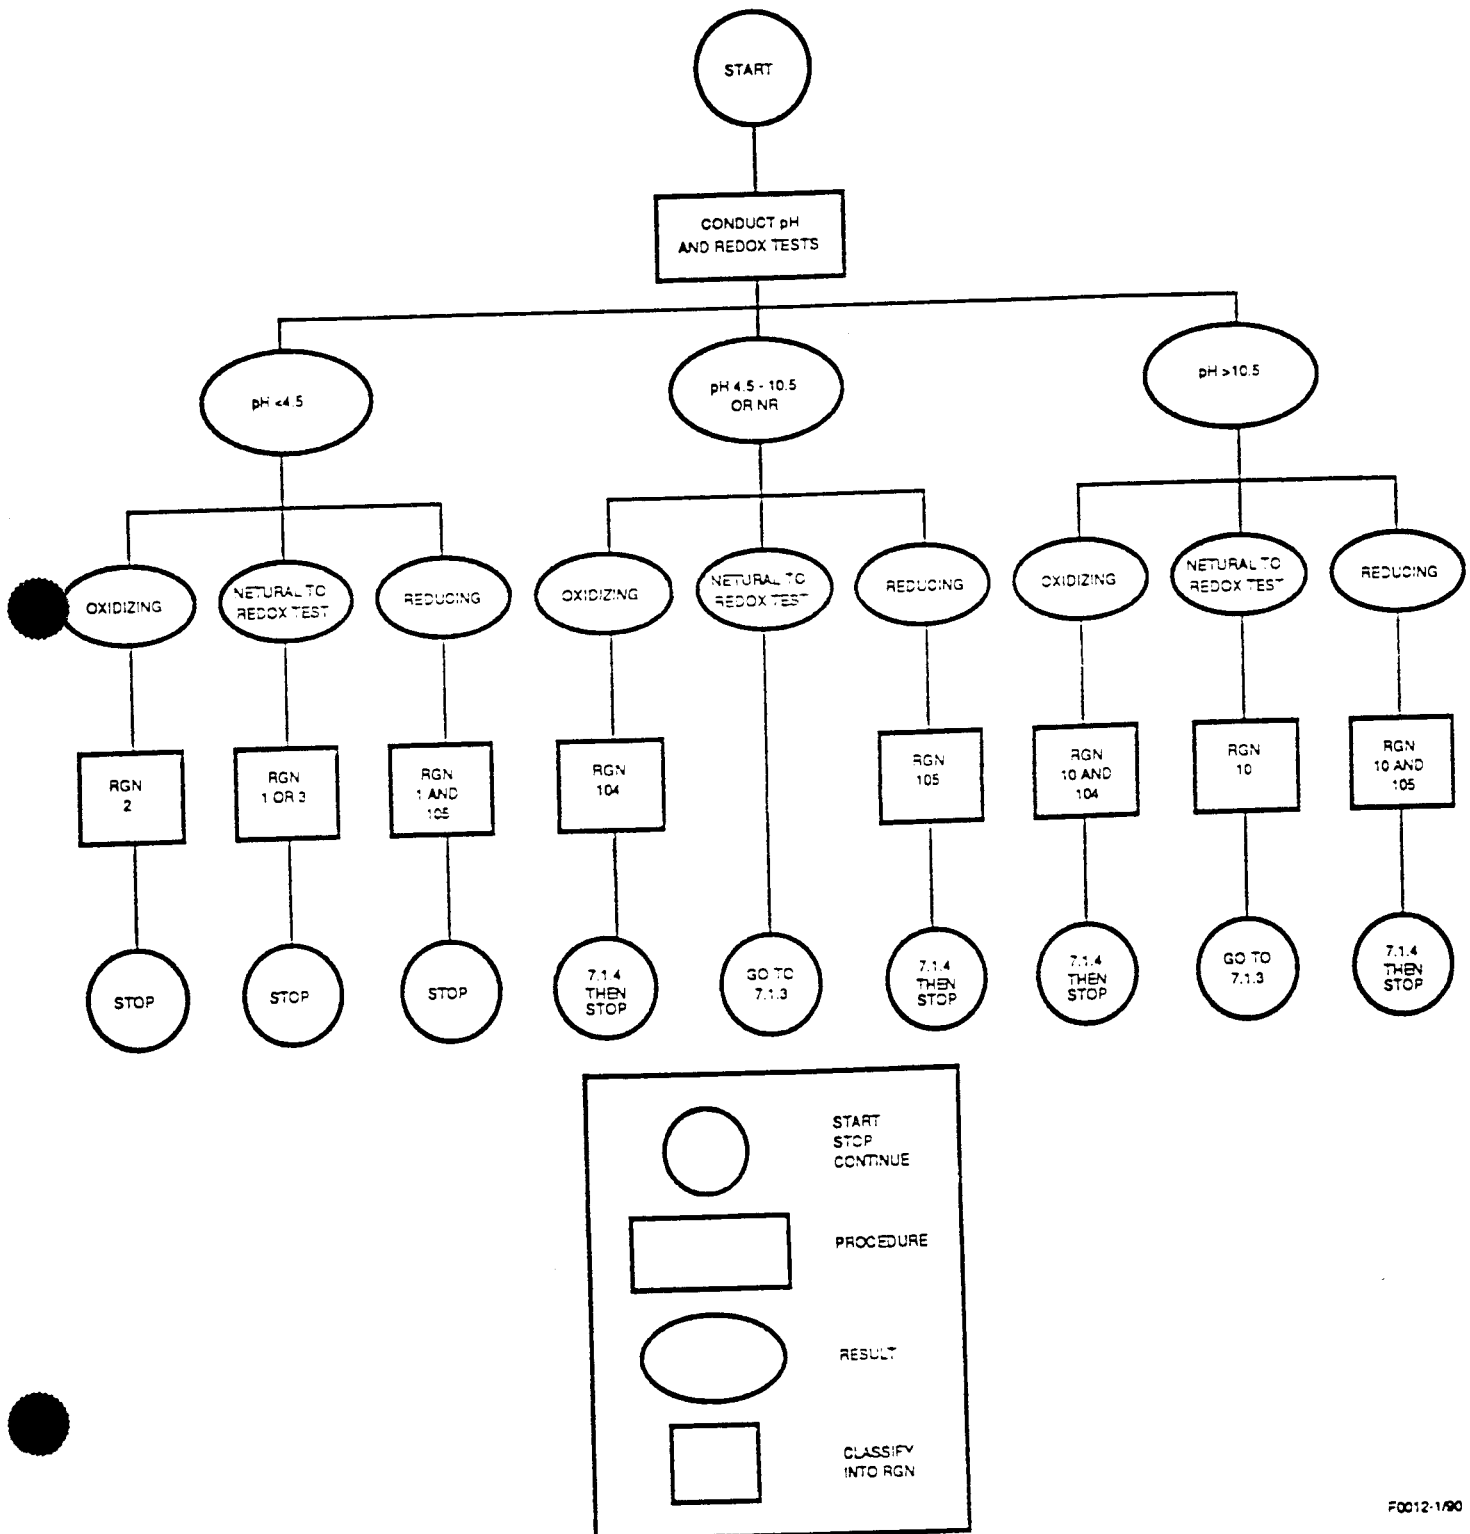 START
CONDUCT pH
AND REDOX TESTS
pH <4.5
pH 4.5 - 10.5
OR NR
pH >10.5
OXIDIZING
NETURAL TO
REDOX TEST
REDUCING
OXIDIZING
NETURAL TO
REDOX TEST
REDUCING
OXIDIZING
NETURAL TO
REDOX TEST
REDUCING
RGN
2
RGN
1 OR 3
RGN
1 AND
105
RGN
104
RGN
105
RGN
10 AND
104
RGN
10
RGN
10 AND
105
STOP
STOP
STOP
7.1.4
THEN
STOP
GO TO
7.1.3
7.1.4
THEN
STOP
7.1.4
THEN
STOP
GO TO
7.1.3
7.1.4
THEN
STOP
START
STOP
CONTINUE
PROCEDURE
RESULT
CLASSIFY
INTO RGN
F0012-1/90